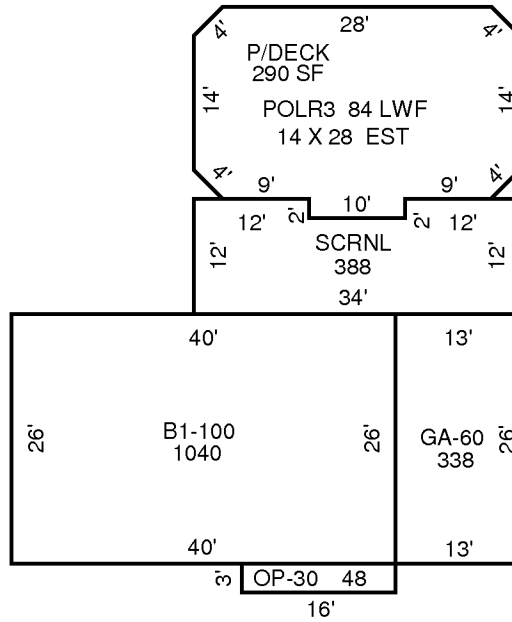 4' 28' 4'
P/DECK
290 SF
14' 14'
POLR3 84 LWF
14 X 28 EST
4' 4'
9' 10' 9'
12' 2' 2' 12'
SCRNL
12' 388 12'
34'
40' 13'
B1-100
1040
26' 26' 26'
GA-60
338
40' 13'
3' OP-30 48
16'